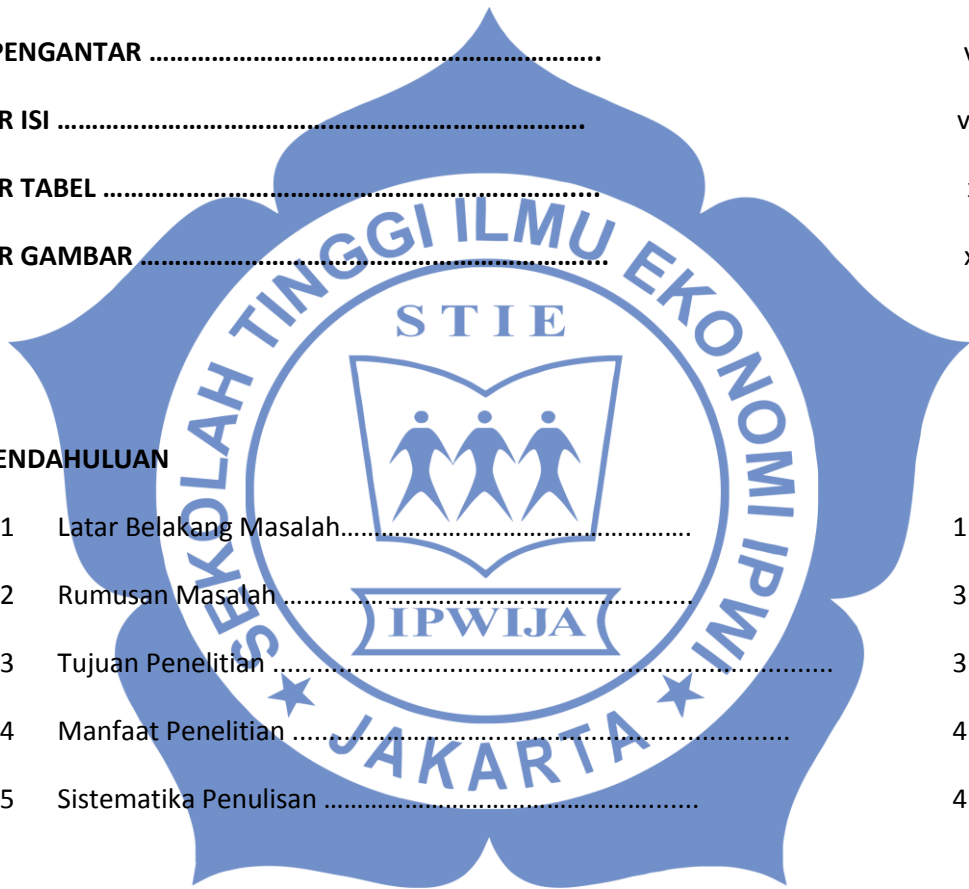 PENGANTAR ………………………………………………………….. v
R ISI ………………………………………………………………….. v
R TABEL ……………………………………………………………...
R GAMBAR …………………………………………………………... x
SEKOLAH TINGGI ILMU EKONOMI IPWI
STIE
ENDAHULUAN
1 Latar Belakang Masalah……………………………………………. 1
2 Rumusan Masalah …………………………………………........ 3
IPWIJA
3 Tujuan Penelitian ................................................................................ 3
4 Manfaat Penelitian ....................................................................... 4
5 Sistematika Penulisan …………………………………………....... 4
JAKARTA